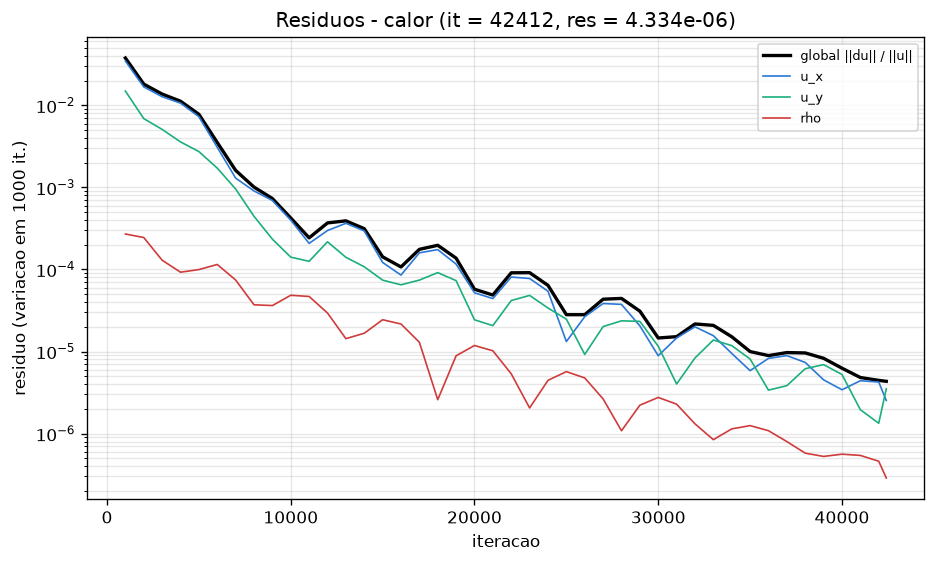 Residuos - calor (it = 42412, res = 4.334e-06)
global ||du|| / ||u||
u_x
u_y
rho
residuo (variacao em 1000 it.)
10⁻²
10⁻³
10⁻⁴
10⁻⁵
10⁻⁶
0 10000 20000 30000 40000
iteracao